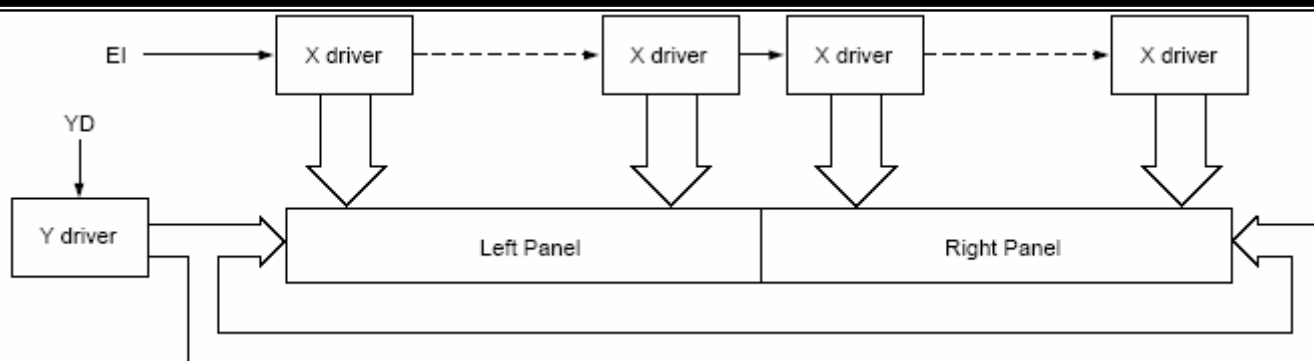 EI
X driver
X driver
X driver
X driver
YD
Y driver
Left Panel
Right Panel